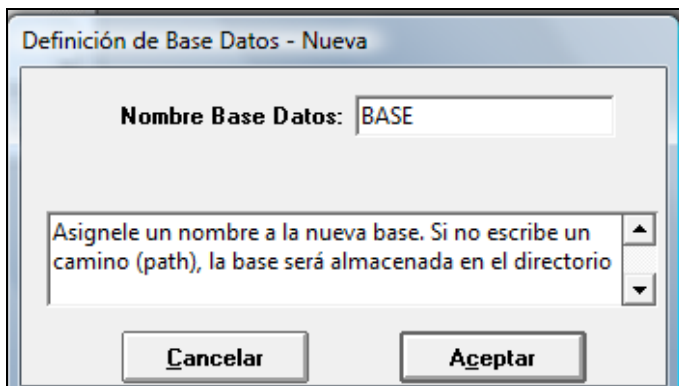 Definición de Base Datos - Nueva
Nombre Base Datos: BASE
Asignele un nombre a la nueva base. Si no escribe un
camino (path), la base será almacenada en el directorio
Cancelar Aceptar